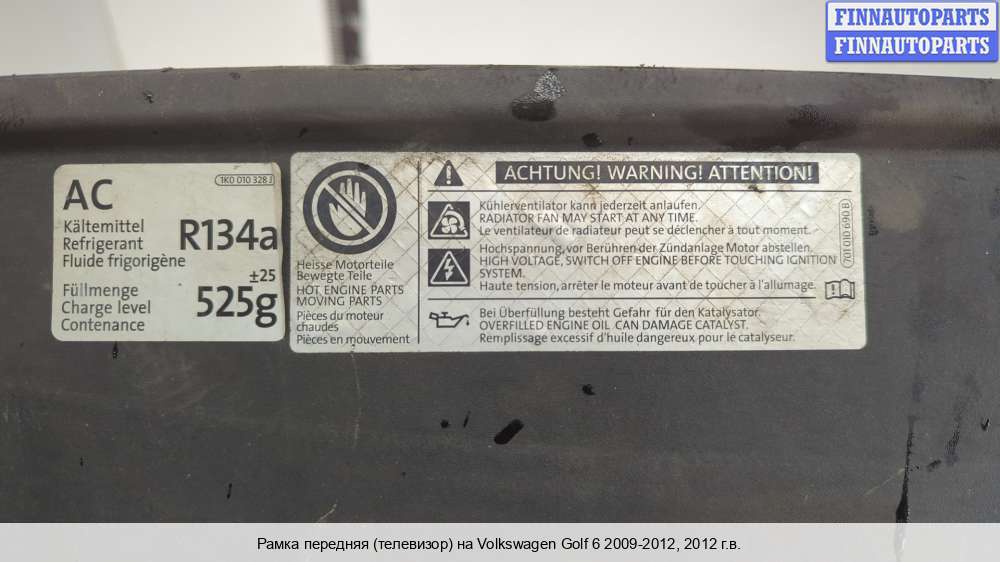 FINNAUTOPARTS
FINNAUTOPARTS
AC
1K0 010 328 J
Kältemittel
Refrigerant
Fluide frigorigène
R134a
Füllmenge
Charge level
Contenance
±25
525g
Heisse Motorteile
Bewegte Teile
HOT ENGINE PARTS
MOVING PARTS
Pièces du moteur
chaudes
Pièces en mouvement
ACHTUNG! WARNING! ATTENTION!
Kühlerventilator kann jederzeit anlaufen.
RADIATOR FAN MAY START AT ANY TIME.
Le ventilateur de radiateur peut se déclencher à tout moment.
Hochspannung, vor Berühren der Zündanlage Motor abstellen.
HIGH VOLTAGE, SWITCH OFF ENGINE BEFORE TOUCHING IGNITION
SYSTEM.
Haute tension, arrêter le moteur avant de toucher à l'allumage.
Bei Überfüllung besteht Gefahr für den Katalysator
OVERFILLED ENGINE OIL CAN DAMAGE CATALYST.
Remplissage excessif d'huile dangereux pour le catalyseur.
701 010 690 B
Рамка передняя (телевизор) на Volkswagen Golf 6 2009-2012, 2012 г.в.